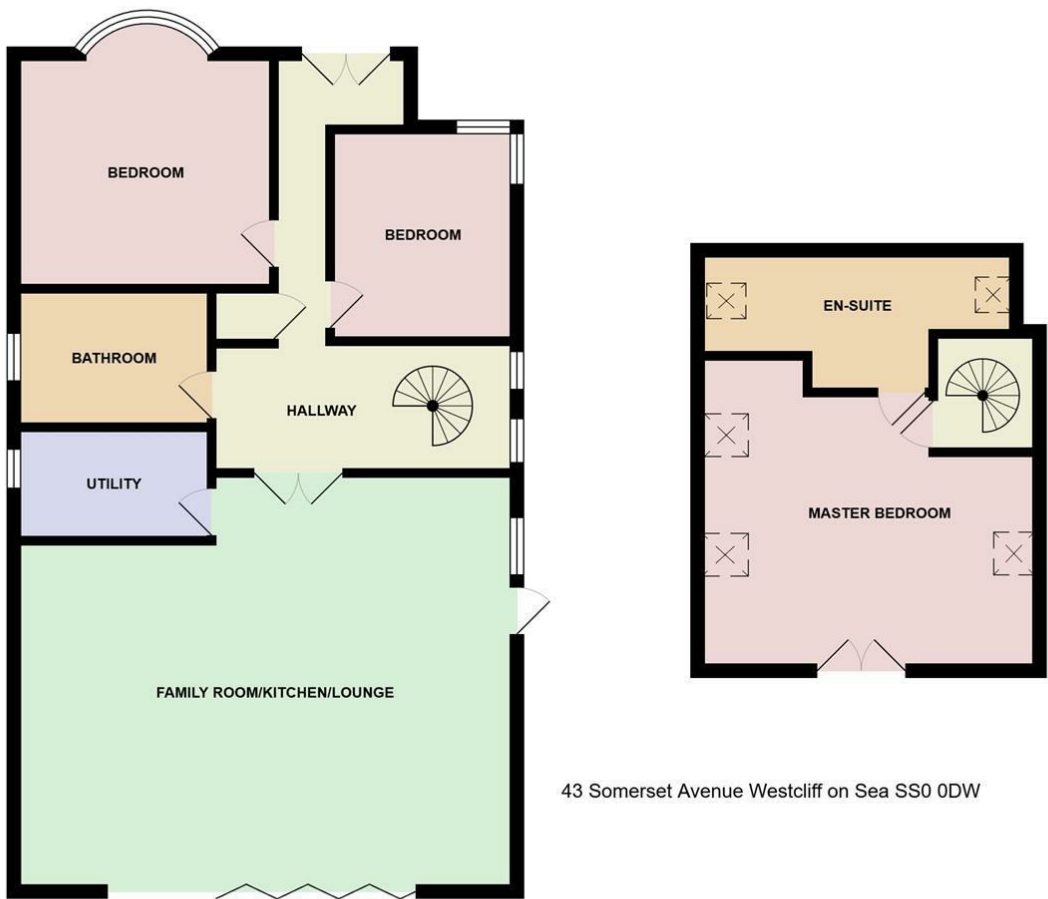 BEDROOM
BEDROOM
BATHROOM
HALLWAY
UTILITY
FAMILY ROOM/KITCHEN/LOUNGE
EN-SUITE
MASTER BEDROOM
43 Somerset Avenue Westcliff on Sea SS0 0DW